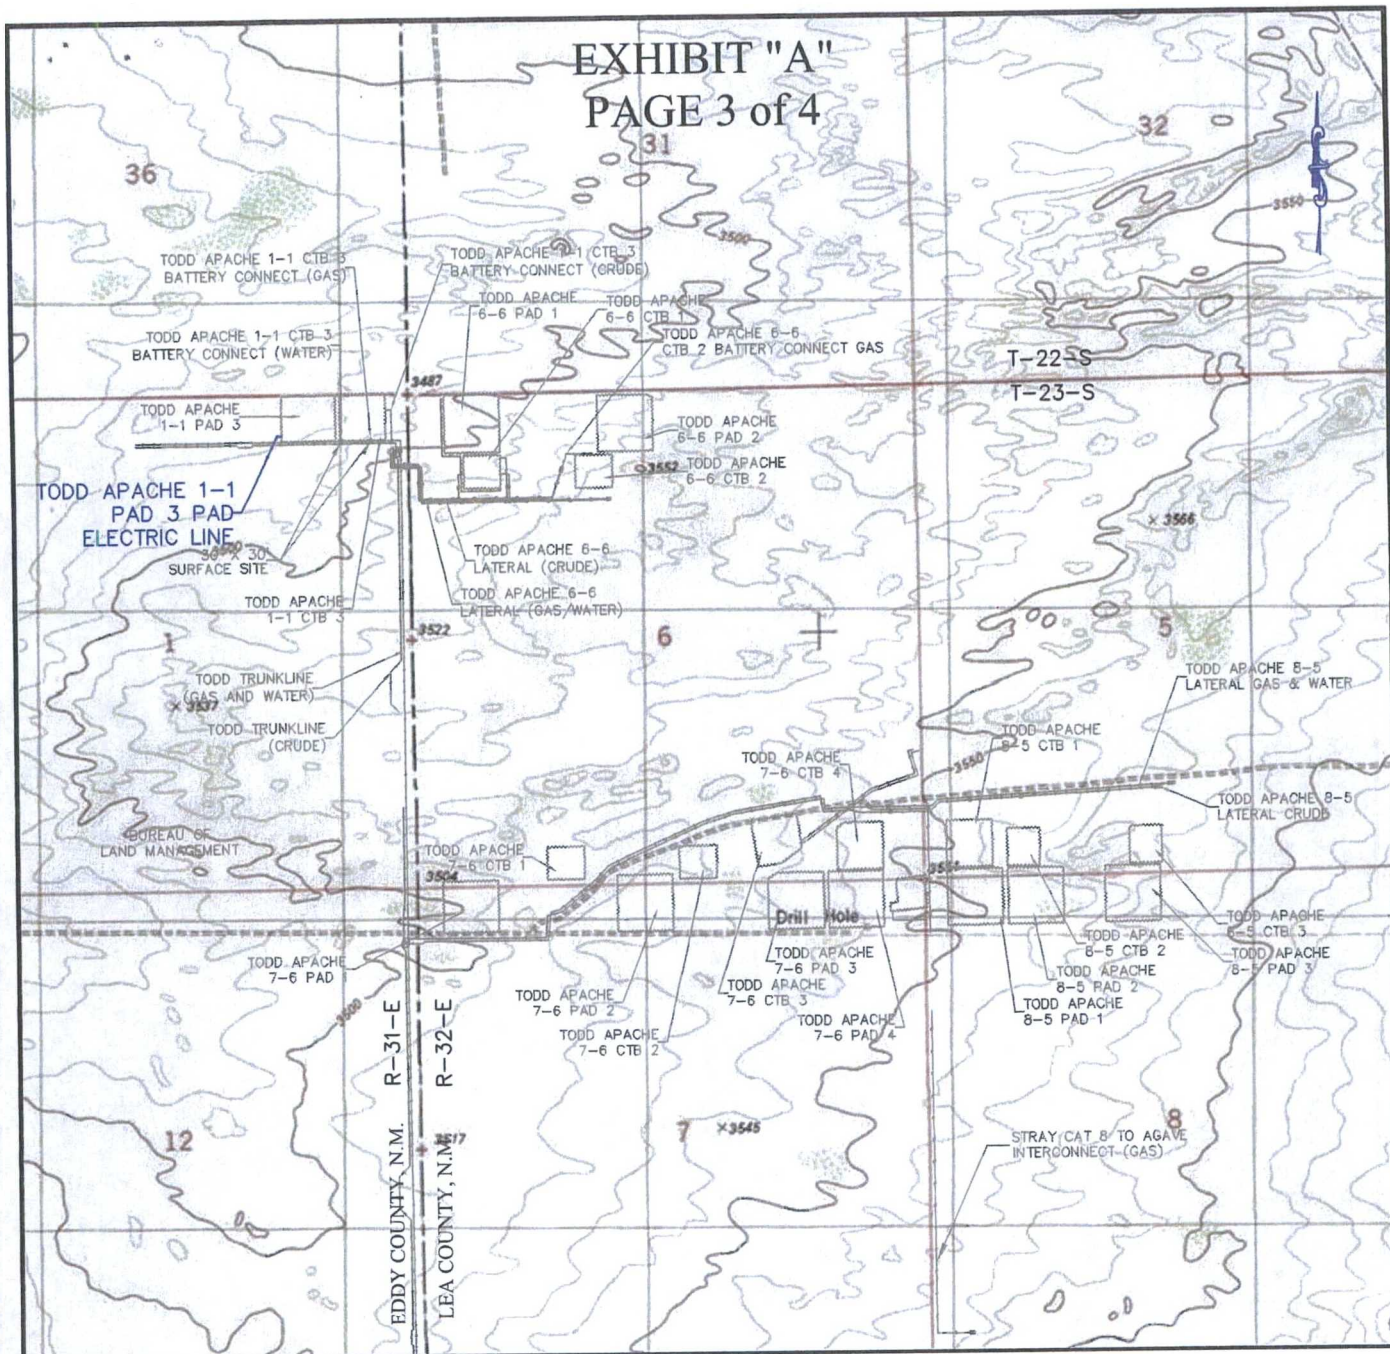 EXHIBIT "A"
PAGE 3 of 4
36
31
32
3550
3500
TODD APACHE 1-1 CTB 3
BATTERY CONNECT (GAS)
TODD APACHE 1-1 CTB 3
BATTERY CONNECT (CRUDE)
TODD APACHE
6-6 PAD 1
TODD APACHE
6-6 CTB 1
TODD APACHE 1-1 CTB 3
BATTERY CONNECT (WATER)
TODD APACHE 6-6
CTB 2 BATTERY CONNECT GAS
T-22-S
T-23-S
3487
TODD APACHE
1-1 PAD 3
TODD APACHE
6-6 PAD 2
3552
TODD APACHE
6-6 CTB 2
TODD APACHE 1-1
PAD 3 PAD
ELECTRIC LINE
3566
30' X 30'
SURFACE SITE
TODD APACHE 6-6
LATERAL (CRUDE)
TODD APACHE
1-1 CTB 3
TODD APACHE 6-6
LATERAL (GAS/WATER)
3522
1
6
5
TODD TRUNKLINE
(GAS AND WATER)
3537
TODD TRUNKLINE
(CRUDE)
TODD APACHE 8-5
LATERAL GAS & WATER
TODD APACHE
8-5 CTB 1
TODD APACHE
7-6 CTB 4
3550
TODD APACHE 8-5
LATERAL CRUDE
BUREAU OF
LAND MANAGEMENT
TODD APACHE
7-6 CTB 1
3504
Drill Hole
TODD APACHE
8-5 CTB 3
TODD APACHE
8-5 CTB 2
TODD APACHE
8-5 PAD 3
TODD APACHE
7-6 PAD 1
TODD APACHE
7-6 PAD 3
TODD APACHE
8-5 PAD 2
TODD APACHE
7-6 PAD 2
TODD APACHE
7-6 CTB 3
TODD APACHE
8-5 PAD 1
TODD APACHE
7-6 CTB 2
TODD APACHE
7-6 PAD 4
3500
R-31-E
R-32-E
12
3517
7
3545
8
STRAY CAT 8 TO AGAVE
INTERCONNECT (GAS)
EDDY COUNTY, N.M.
LEA COUNTY, N.M.